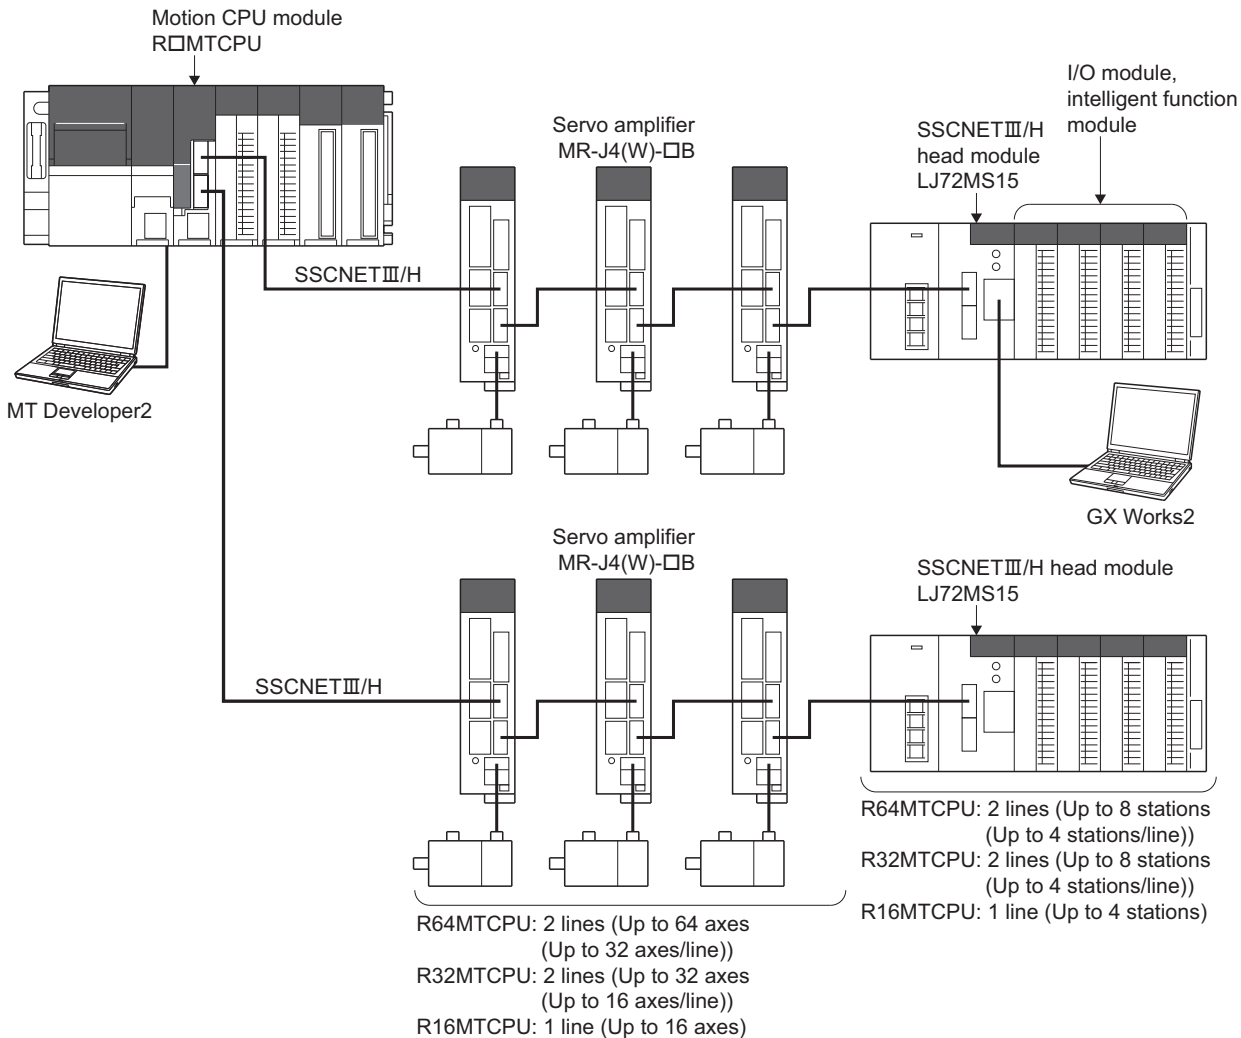 Motion CPU module
R□MTCPU
I/O module,
intelligent function
module
Servo amplifier
MR-J4(W)-□B
SSCNETⅢ/H
head module
LJ72MS15
SSCNETⅢ/H
MT Developer2
GX Works2
Servo amplifier
MR-J4(W)-□B
SSCNETⅢ/H head module
LJ72MS15
SSCNETⅢ/H
R64MTCPU: 2 lines (Up to 8 stations
(Up to 4 stations/line))
R32MTCPU: 2 lines (Up to 8 stations
(Up to 4 stations/line))
R16MTCPU: 1 line (Up to 4 stations)
R64MTCPU: 2 lines (Up to 64 axes
(Up to 32 axes/line))
R32MTCPU: 2 lines (Up to 32 axes
(Up to 16 axes/line))
R16MTCPU: 1 line (Up to 16 axes)